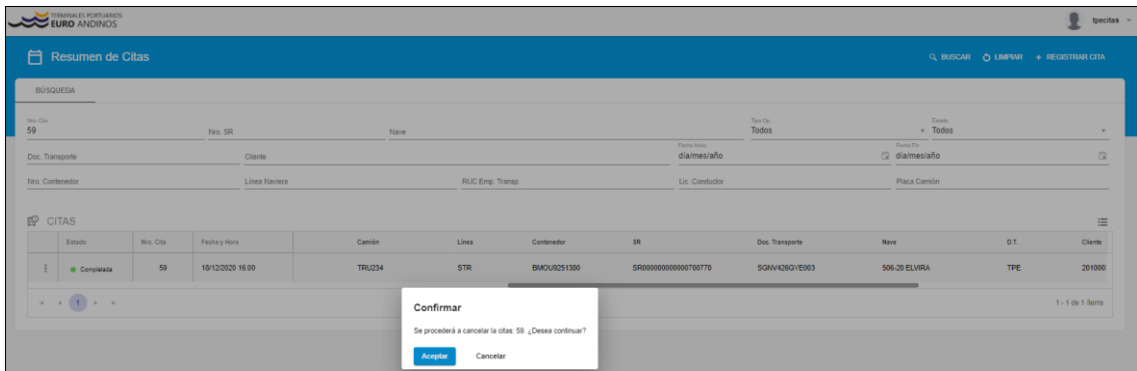 TERMINALES PORTUARIOS
EURO ANDINOS
tpecitas
Resumen de Citas
BUSCAR LIMPIAR + REGISTRAR CITA
BÚSQUEDA
Nro. Cita
59
Nro. SR
Nave
Tipo Op.
Todos
Estado
Todos
Doc. Transporte
Cliente
Fecha Inicio
día/mes/año
Fecha Fin
día/mes/año
Nro. Contenedor
Línea Naviera
RUC Emp. Transp.
Lic. Conductor
Placa Camión
CITAS
Estado Nro. Cita Fecha y Hora Camión Línea Contenedor SR Doc. Transporte Nave D.T. Cliente
Completada 59 18/12/2020 16:00 TRU234 STR BMOU9251380 SGNV426GYE003 506-20 ELVIRA TPE
1
1 - 1 de 1 items
Confirmar
Se procederá a cancelar la citas: 59. ¿Desea continuar?
Aceptar Cancelar